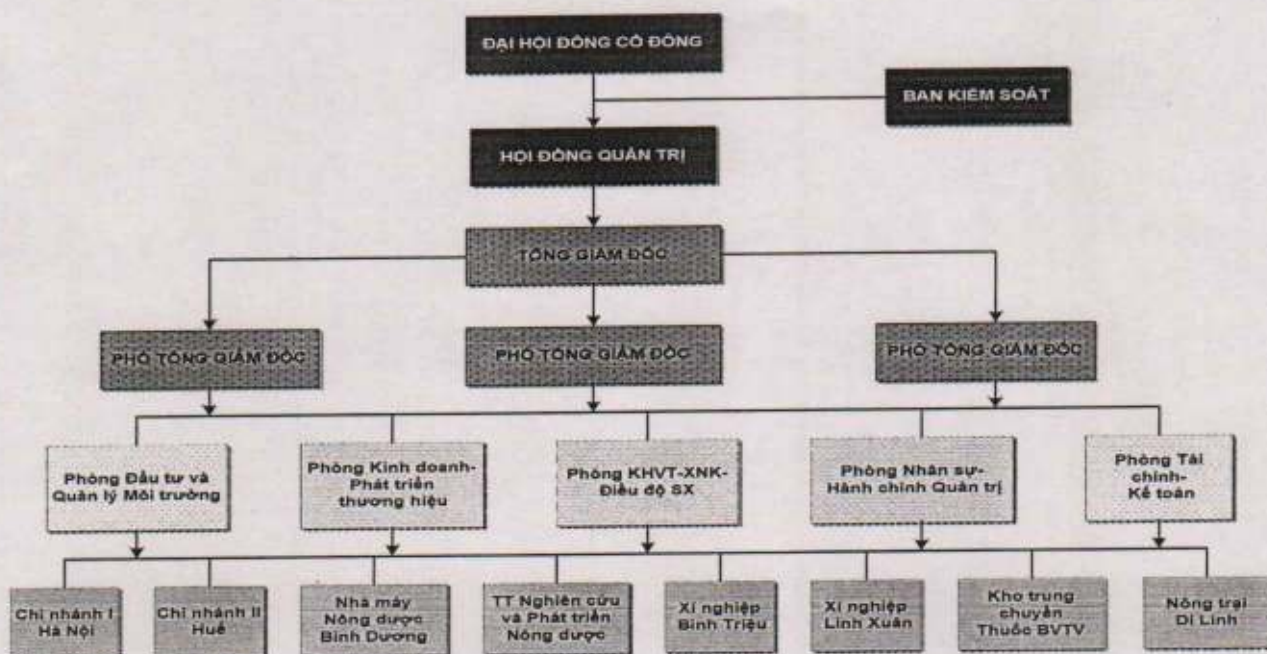 ĐẠI HỘI ĐỒNG CỔ ĐÔNG
BAN KIỂM SOÁT
HỘI ĐỒNG QUẢN TRỊ
TỔNG GIÁM ĐỐC
PHÓ TỔNG GIÁM ĐỐC
PHÓ TỔNG GIÁM ĐỐC
PHÓ TỔNG GIÁM ĐỐC
Phòng Đầu tư và
Quản lý Môi trường
Phòng Kinh doanh-
Phát triển
thương hiệu
Phòng KHVT-XNK-
Điều độ SX
Phòng Nhân sự-
Hành chính Quản trị
Phòng Tài
chính-
Kế toán
Chi nhánh I
Hà Nội
Chi nhánh II
Huế
Nhà máy
Nông dược
Bình Dương
TT Nghiên cứu
và Phát triển
Nông dược
Xí nghiệp
Bình Triệu
Xí nghiệp
Linh Xuân
Kho trung
chuyển
Thuốc BVTV
Nông trại
Di Linh